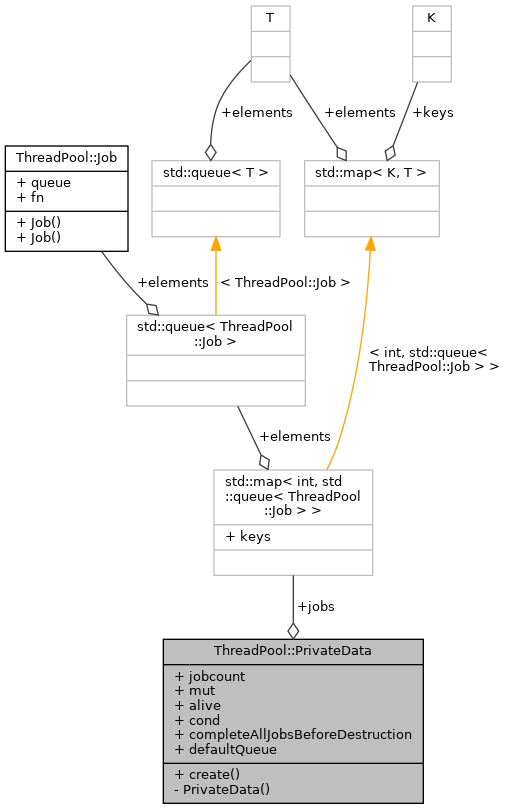 T
K
+elements
+elements
+keys
ThreadPool::Job
+ queue
+ fn
+ Job()
+ Job()
std::queue< T >
std::map< K, T >
+elements
< ThreadPool::Job >
std::queue< ThreadPool
::Job >
< int, std::queue<
ThreadPool::Job > >
+elements
std::map< int, std
::queue< ThreadPool
::Job > >
+ keys
+jobs
ThreadPool::PrivateData
+ jobcount
+ mut
+ alive
+ cond
+ completeAllJobsBeforeDestruction
+ defaultQueue
+ create()
- PrivateData()